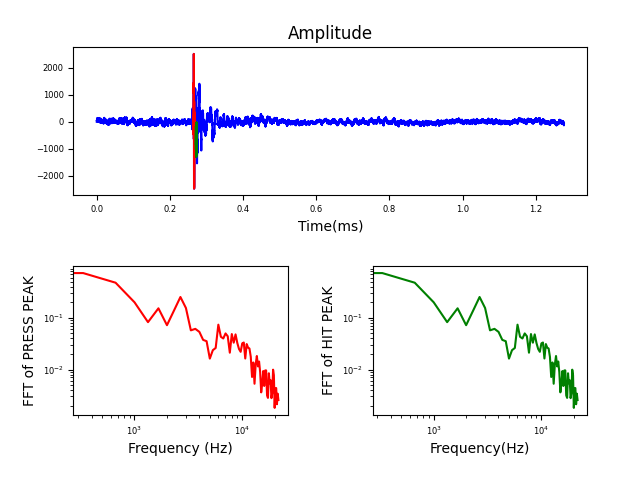 Amplitude
2000
1000
0
−1000
−2000
0.0 0.2 0.4 0.6 0.8 1.0 1.2
Time(ms)
FFT of PRESS PEAK
10⁻¹
10⁻²
10³ 10⁴
Frequency (Hz)
FFT of HIT PEAK
10⁻¹
10⁻²
10³ 10⁴
Frequency(Hz)